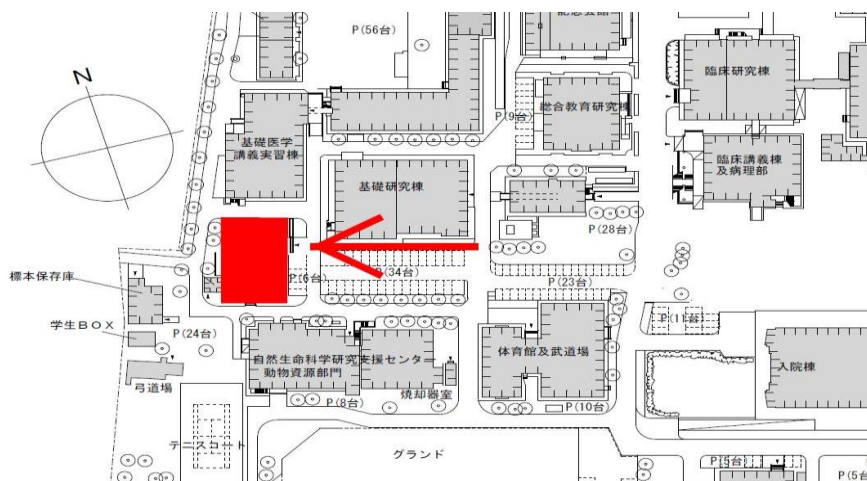 P(56台)
記念会館
N
臨床研究棟
総合教育研究棟
P(9台)
基礎医学
講義実習棟
臨床講義棟
及病理部
基礎研究棟
P(28台)
標本保存庫
P(6台)
P(34台)
P(23台)
学生BOX
P(24台)
P(11台)
自然生命科学研究支援センター
動物資源部門
体育館及武道場
入院棟
弓道場
焼却器室
P(8台)
P(10台)
テニスコート
グランド
P(5台)
P(5台